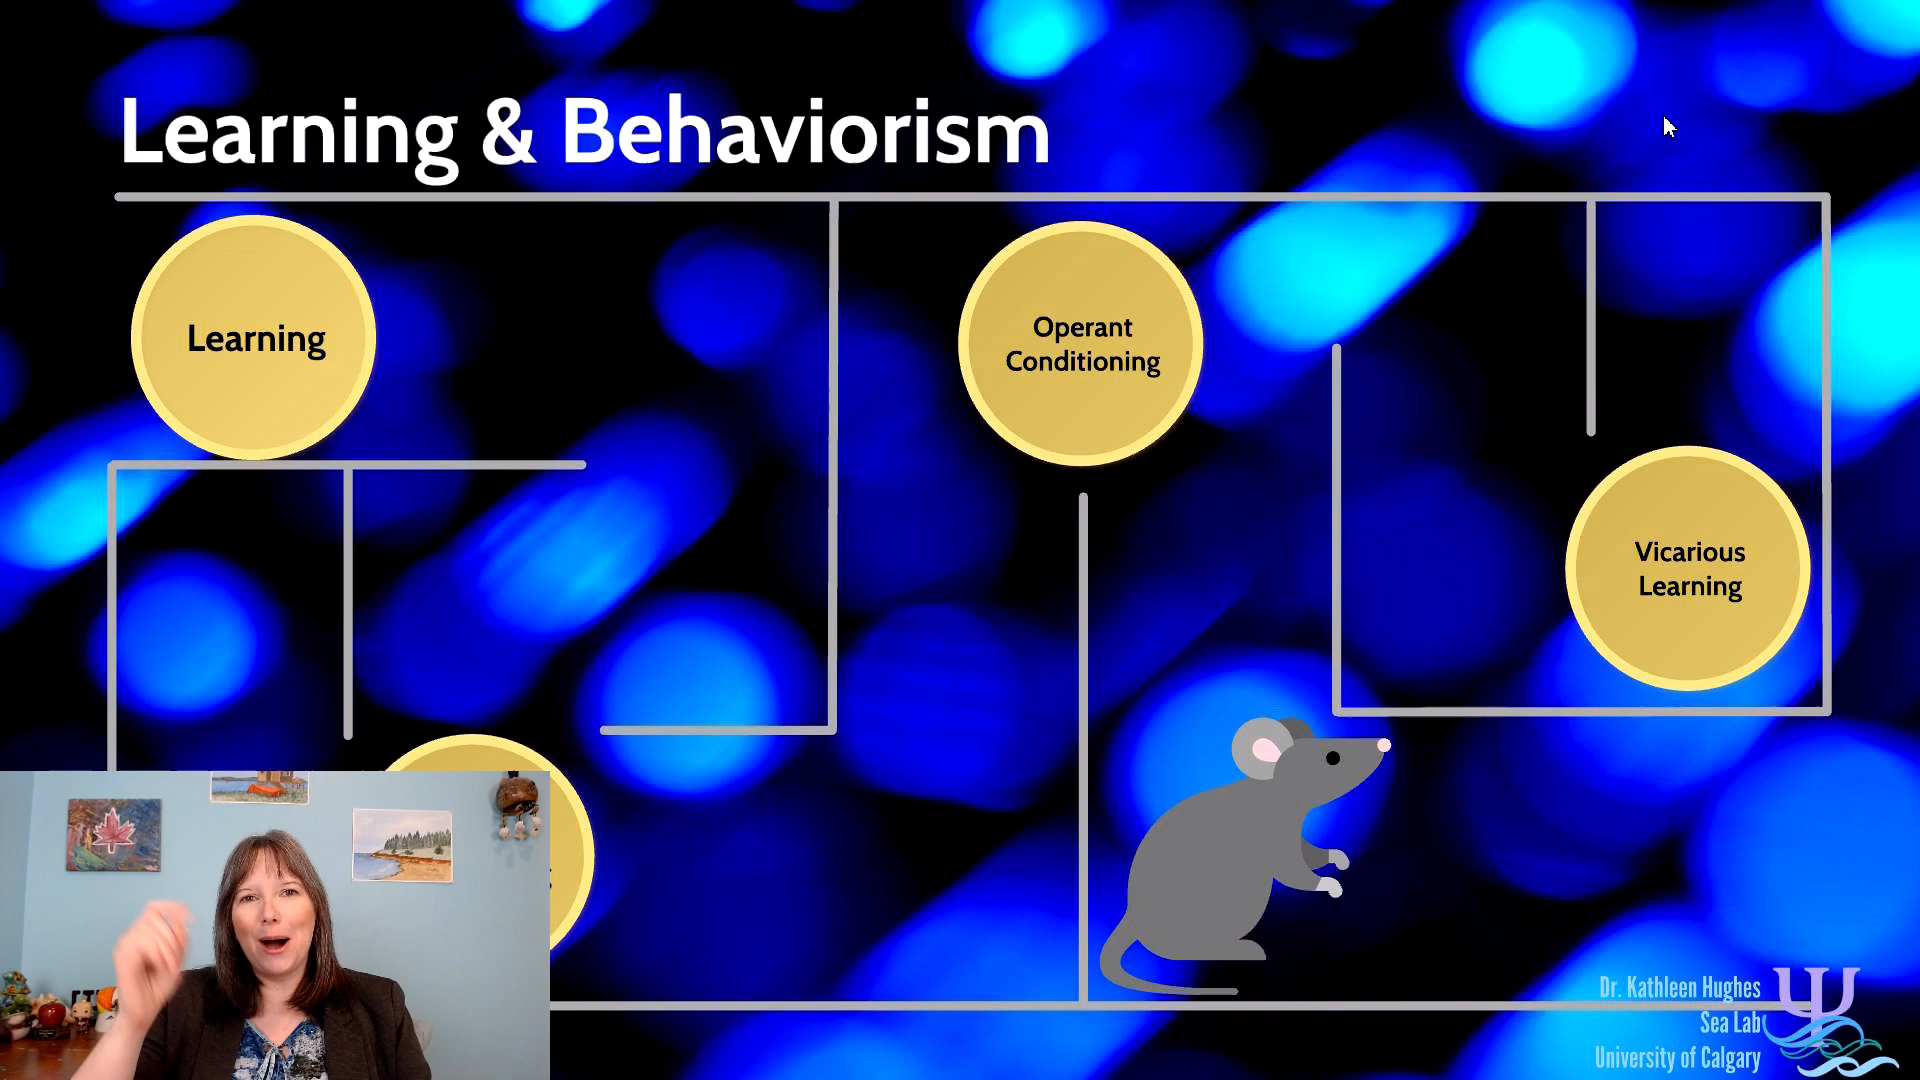 Learning & Behaviorism
Learning
Operant
Conditioning
Vicarious
Learning
Dr. Kathleen Hughes
Sea Lab
University of Calgary